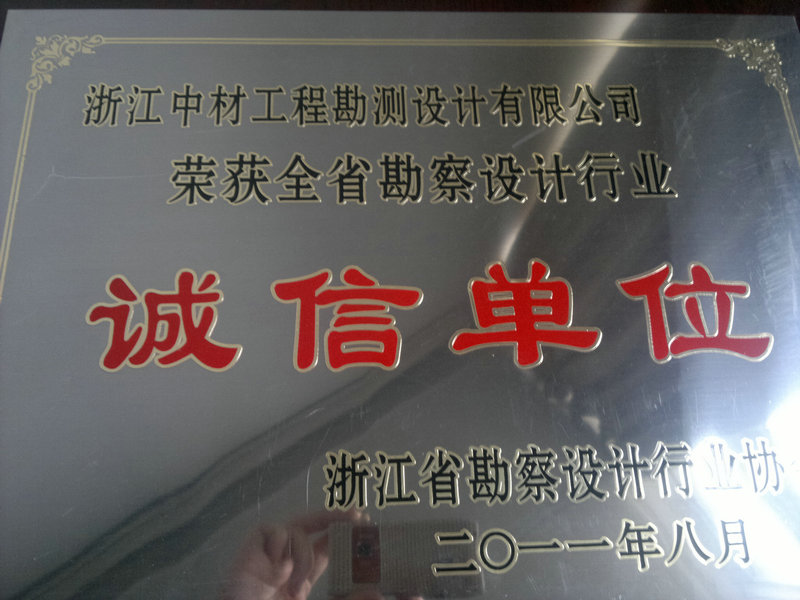 浙江中材工程勘测设计有限公司
荣获全省勘察设计行业
诚信单位
浙江省勘察设计行业协
二〇一一年八月